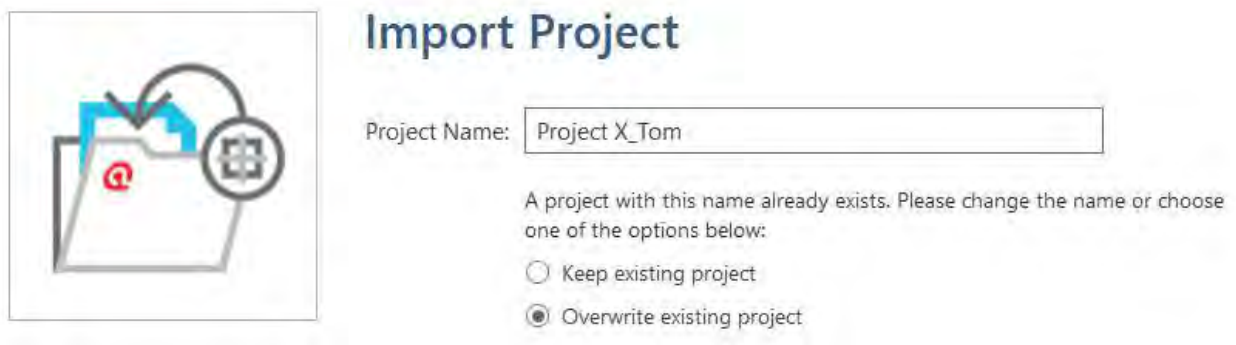 Import Project
Project Name: Project X_Tom
A project with this name already exists. Please change the name or choose
one of the options below:
Keep existing project
Overwrite existing project
@